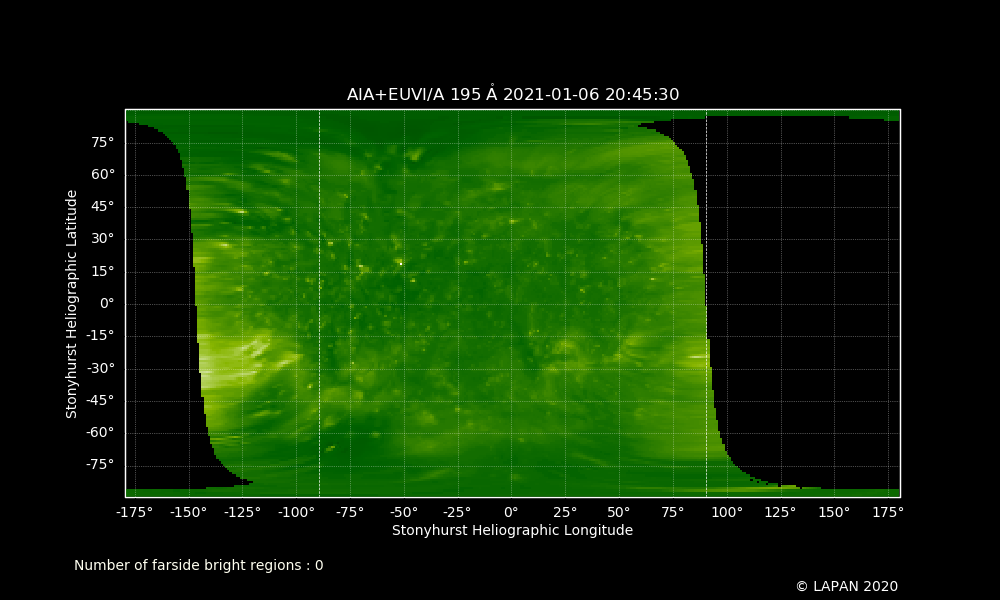 AIA+EUVI/A 195 Å 2021-01-06 20:45:30
75°
60°
45°
30°
15°
0°
-15°
-30°
-45°
-60°
-75°
Stonyhurst Heliographic Latitude
-175° -150° -125° -100° -75° -50° -25° 0° 25° 50° 75° 100° 125° 150° 175°
Stonyhurst Heliographic Longitude
Number of farside bright regions : 0
© LAPAN 2020